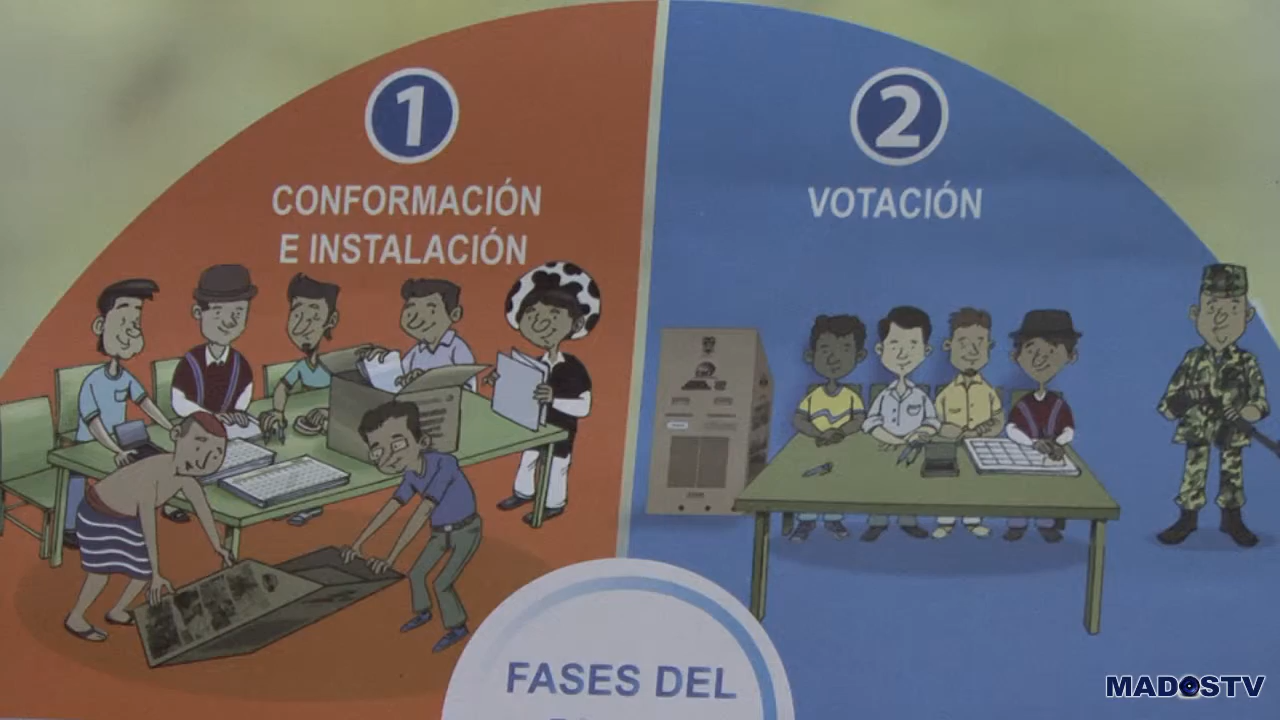 1
CONFORMACIÓN
E INSTALACIÓN
2
VOTACIÓN
FASES DEL
MADOSTV